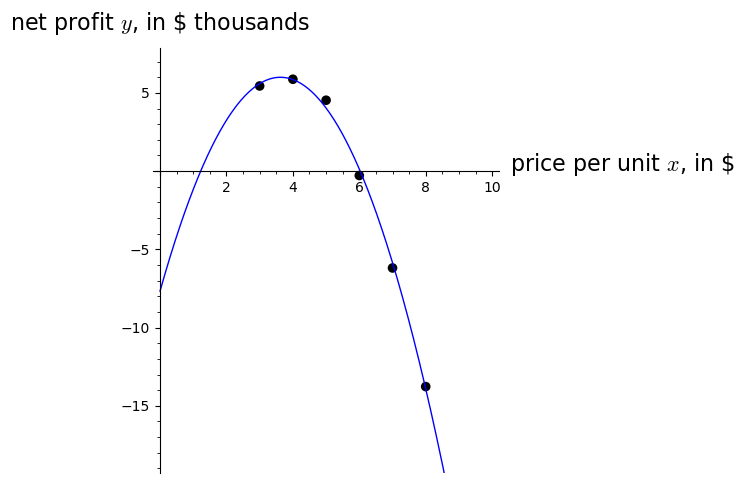 net profit y, in $ thousands
5
price per unit x, in $
2 4 6 8 10
−5
−10
−15